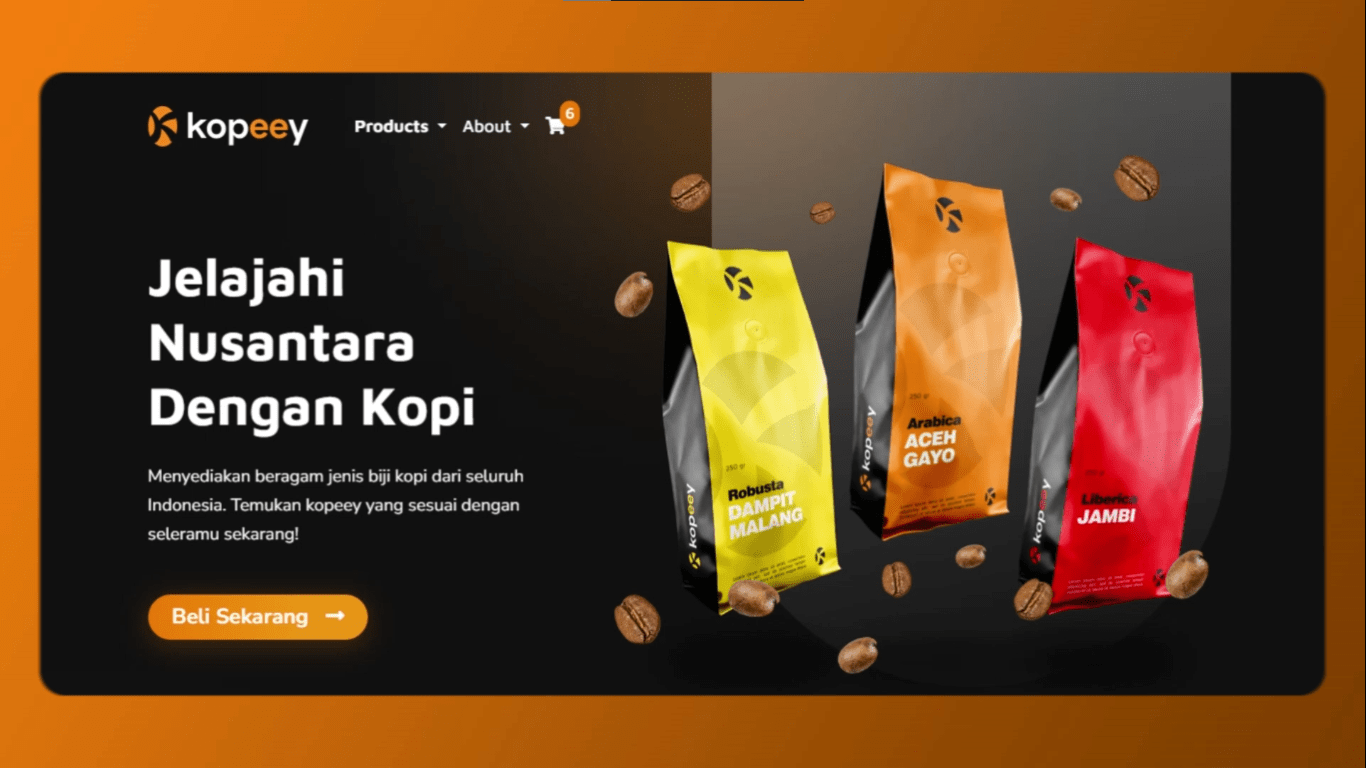 kopeey
Products
About
6
Jelajahi
Nusantara
Dengan Kopi
Menyediakan beragam jenis biji kopi dari seluruh
Indonesia. Temukan kopeey yang sesuai dengan
seleramu sekarang!
Beli Sekarang
250 gr
Robusta
DAMPIT
MALANG
kopeey
250 gr
Arabica
ACEH
GAYO
kopeey
Liberica
JAMBI
kopeey